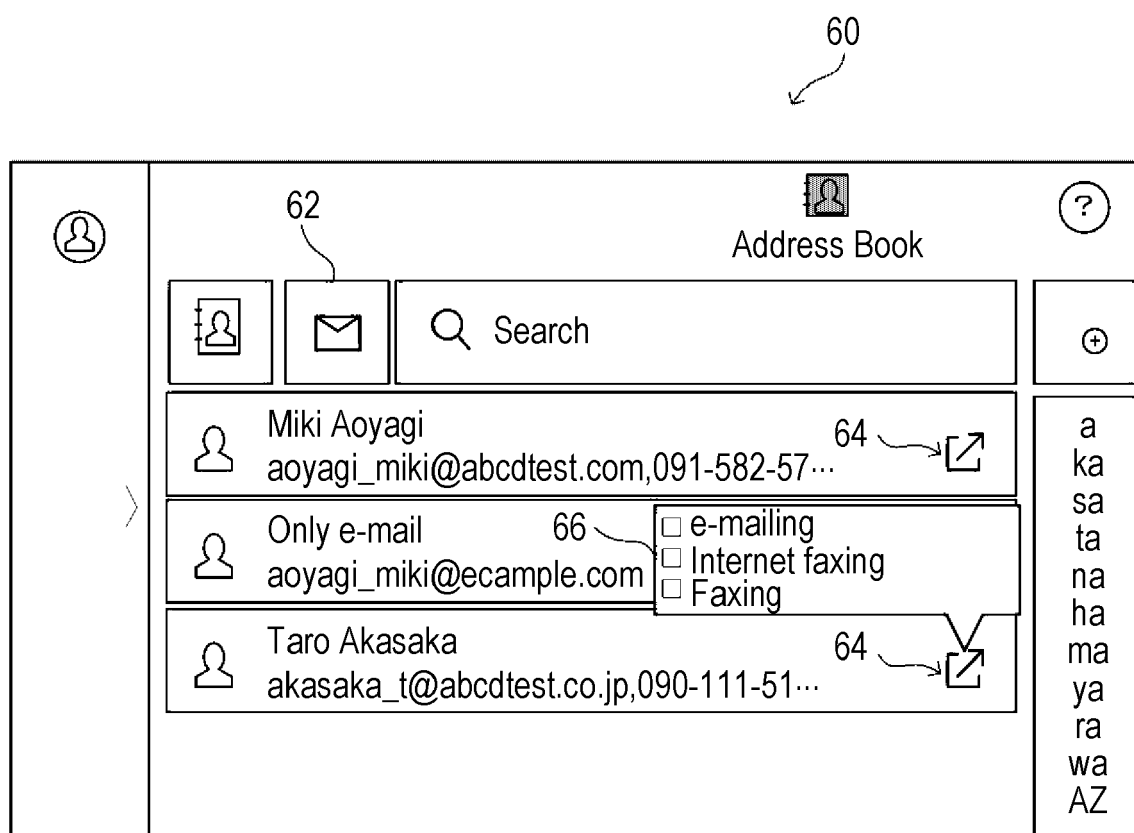 60
62
?
Address Book
Search
Miki Aoyagi
64
aoyagi_miki@abcdtest.com,091-582-57···
Only e-mail
66
aoyagi_miki@ecample.com
e-mailing
Internet faxing
Faxing
Taro Akasaka
64
akasaka_t@abcdtest.co.jp,090-111-51···
a
ka
sa
ta
na
ha
ma
ya
ra
wa
AZ